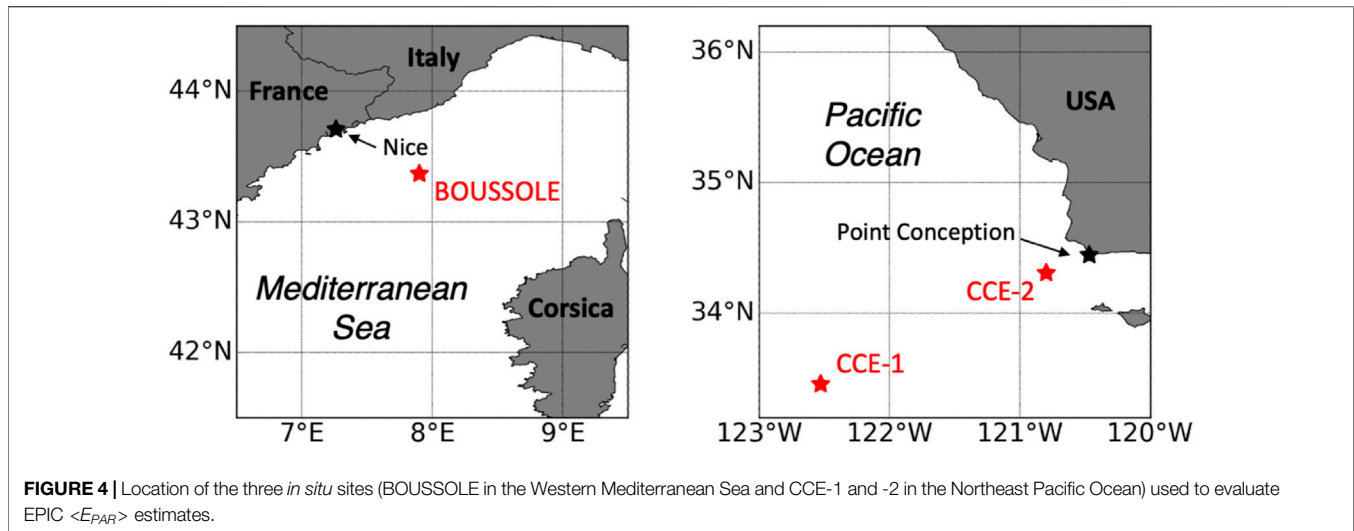 44°N
43°N
42°N
7°E
8°E
9°E
France
Italy
Nice
BOUSSOLE
Mediterranean
Sea
Corsica
36°N
35°N
34°N
123°W
122°W
121°W
120°W
Pacific
Ocean
USA
Point Conception
CCE-2
CCE-1
FIGURE 4 | Location of the three in situ sites (BOUSSOLE in the Western Mediterranean Sea and CCE-1 and -2 in the Northeast Pacific Ocean) used to evaluate
EPIC <E_PAR> estimates.